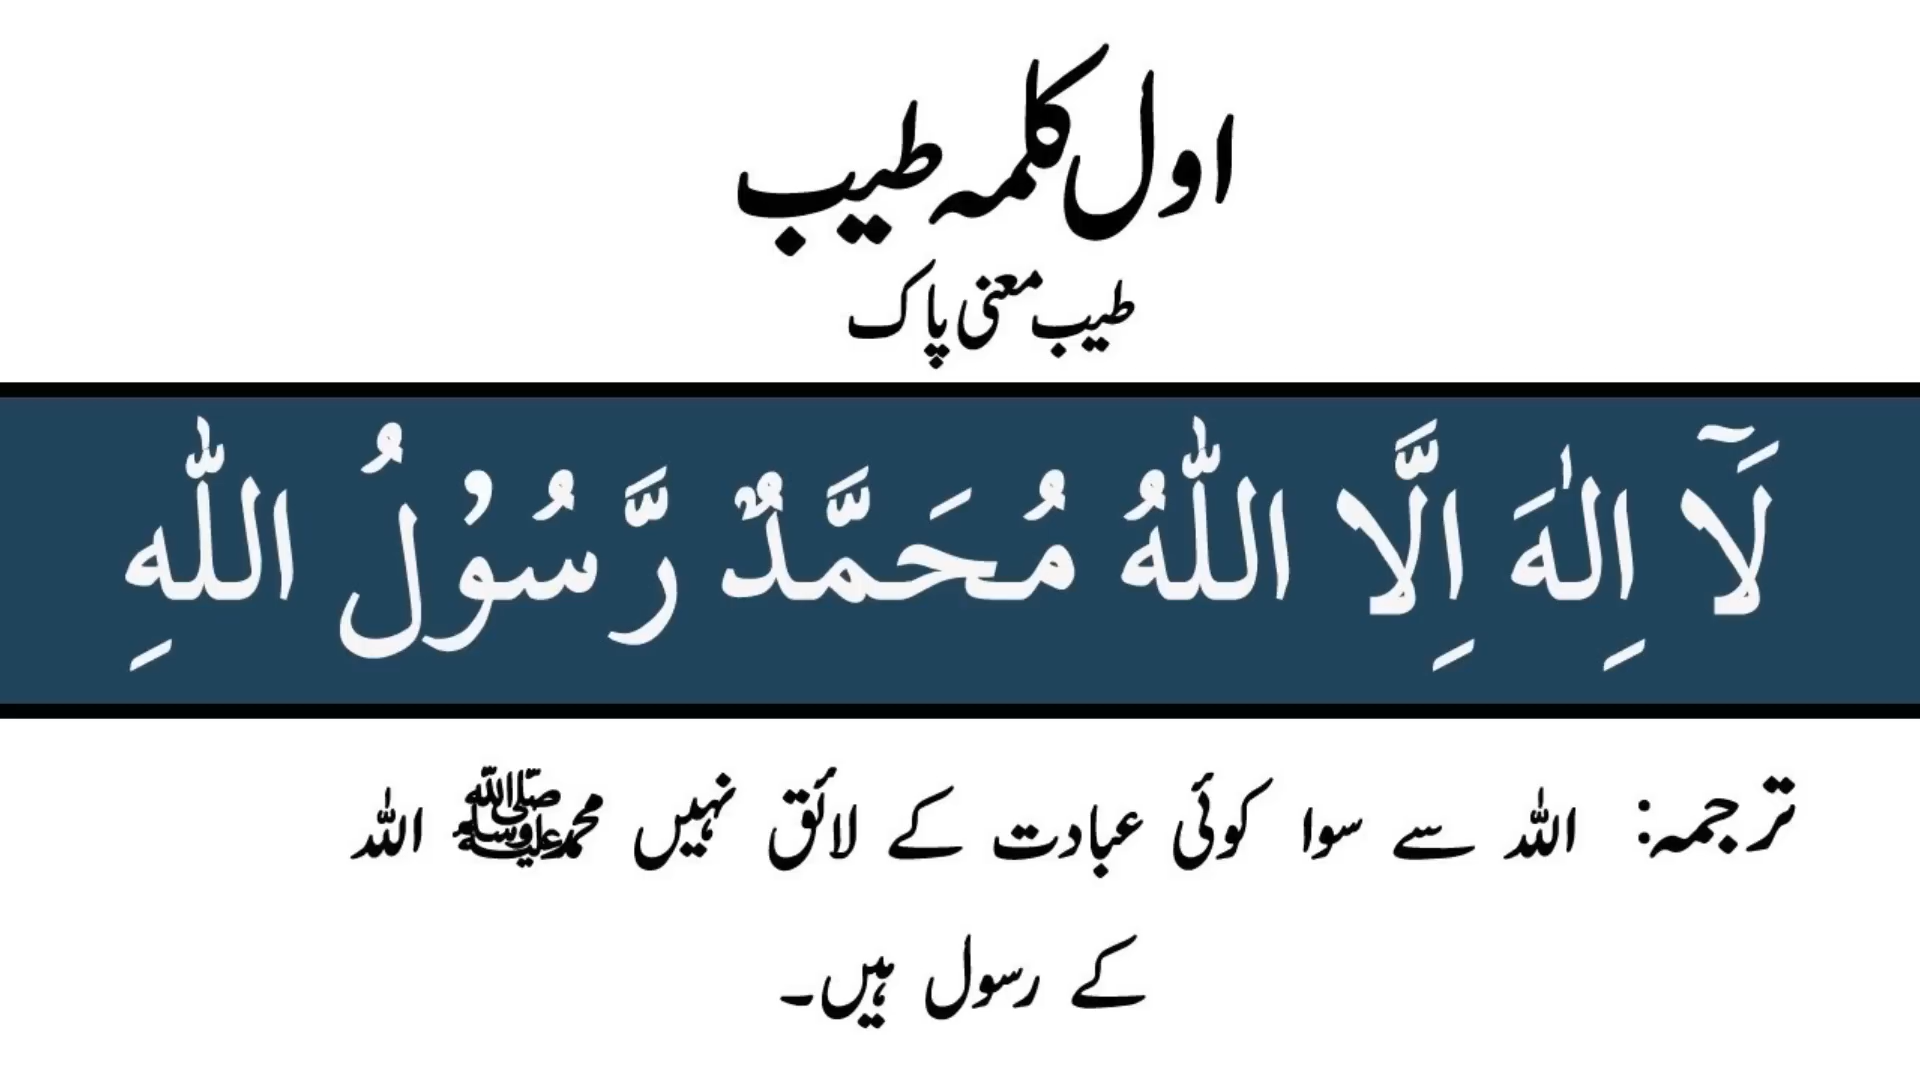 اول کلمہ طیب
طیب معنی پاک
لَآ اِلٰهَ اِلَّا اللّٰهُ مُحَمَّدٌ رَّسُوْلُ اللّٰهِ
ترجمہ: اللہ سے سوا کوئی عبادت کے لائق نہیں محمد ﷺ اللہ
کے رسول ہیں۔